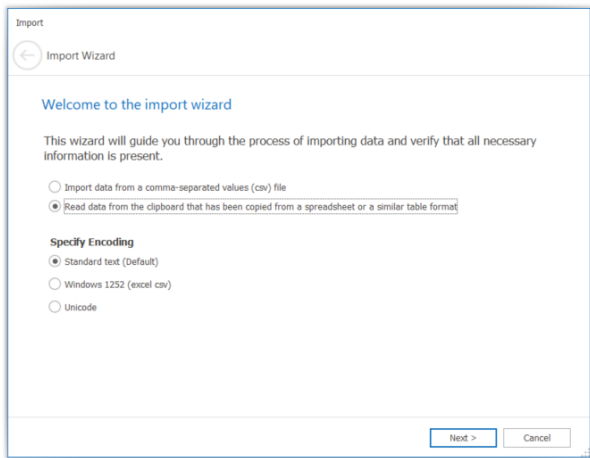 Import
Import Wizard
Welcome to the import wizard
This wizard will guide you through the process of importing data and verify that all necessary
information is present.
Import data from a comma-separated values (csv) file
Read data from the clipboard that has been copied from a spreadsheet or a similar table format
Specify Encoding
Standard text (Default)
Windows 1252 (excel csv)
Unicode
Next >
Cancel